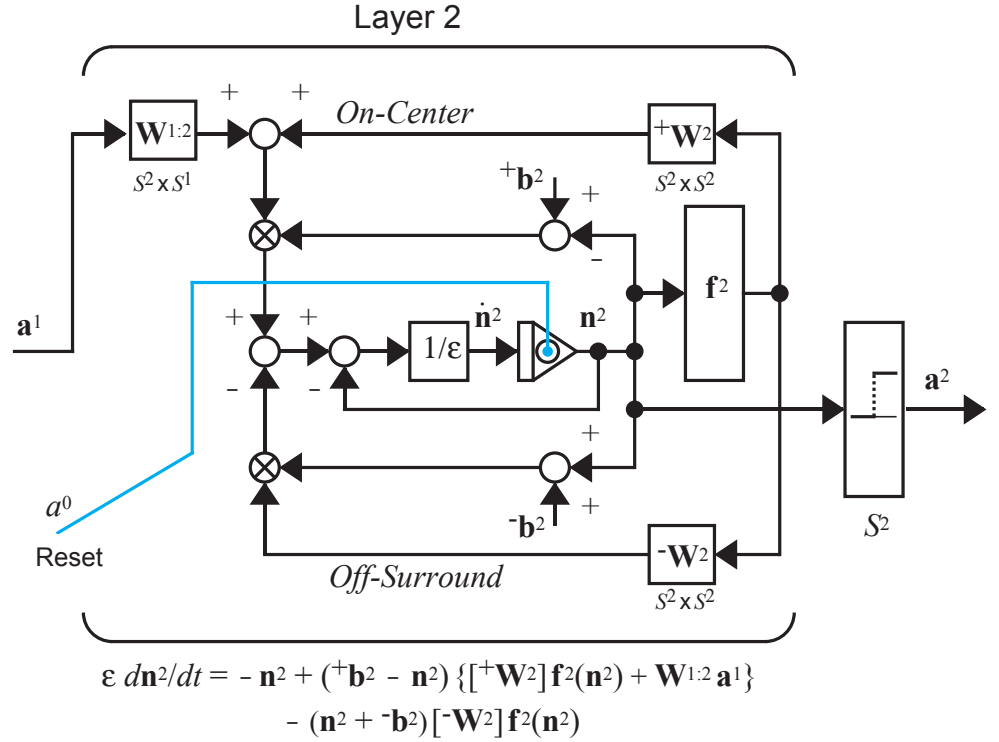 Layer 2
+ +
On-Center
W1:2
+W2
S2 x S1
S2 x S2
+b2
+
-
f2
a1
+ +
ṅ2
n2
1/ε
a2
- -
+
a0
-b2
+
S2
Reset
-W2
Off-Surround
S2 x S2
ε dn2/dt = - n2 + (+b2 - n2) {[+W2] f2(n2) + W1:2 a1}
- (n2 + -b2) [-W2] f2(n2)